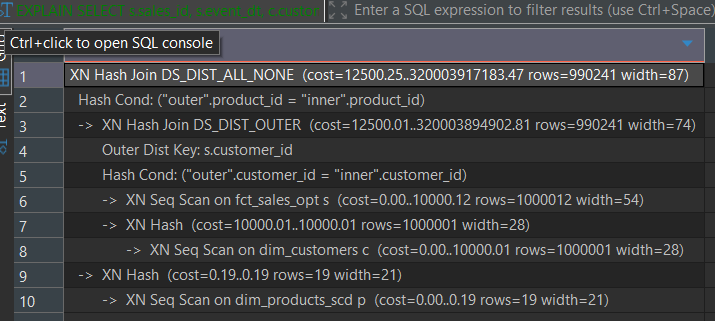 EXPLAIN SELECT s.sales_id, s.event_dt, c.custor
Enter a SQL expression to filter results (use Ctrl+Space)
Ctrl+click to open SQL console
1 XN Hash Join DS_DIST_ALL_NONE (cost=12500.25..320003917183.47 rows=990241 width=87)
2 Hash Cond: ("outer".product_id = "inner".product_id)
3 -> XN Hash Join DS_DIST_OUTER (cost=12500.01..320003894902.81 rows=990241 width=74)
4 Outer Dist Key: s.customer_id
5 Hash Cond: ("outer".customer_id = "inner".customer_id)
6 -> XN Seq Scan on fct_sales_opt s (cost=0.00..10000.12 rows=1000012 width=54)
7 -> XN Hash (cost=10000.01..10000.01 rows=1000001 width=28)
8 -> XN Seq Scan on dim_customers c (cost=0.00..10000.01 rows=1000001 width=28)
9 -> XN Hash (cost=0.19..0.19 rows=19 width=21)
10 -> XN Seq Scan on dim_products_scd p (cost=0.00..0.19 rows=19 width=21)
Text